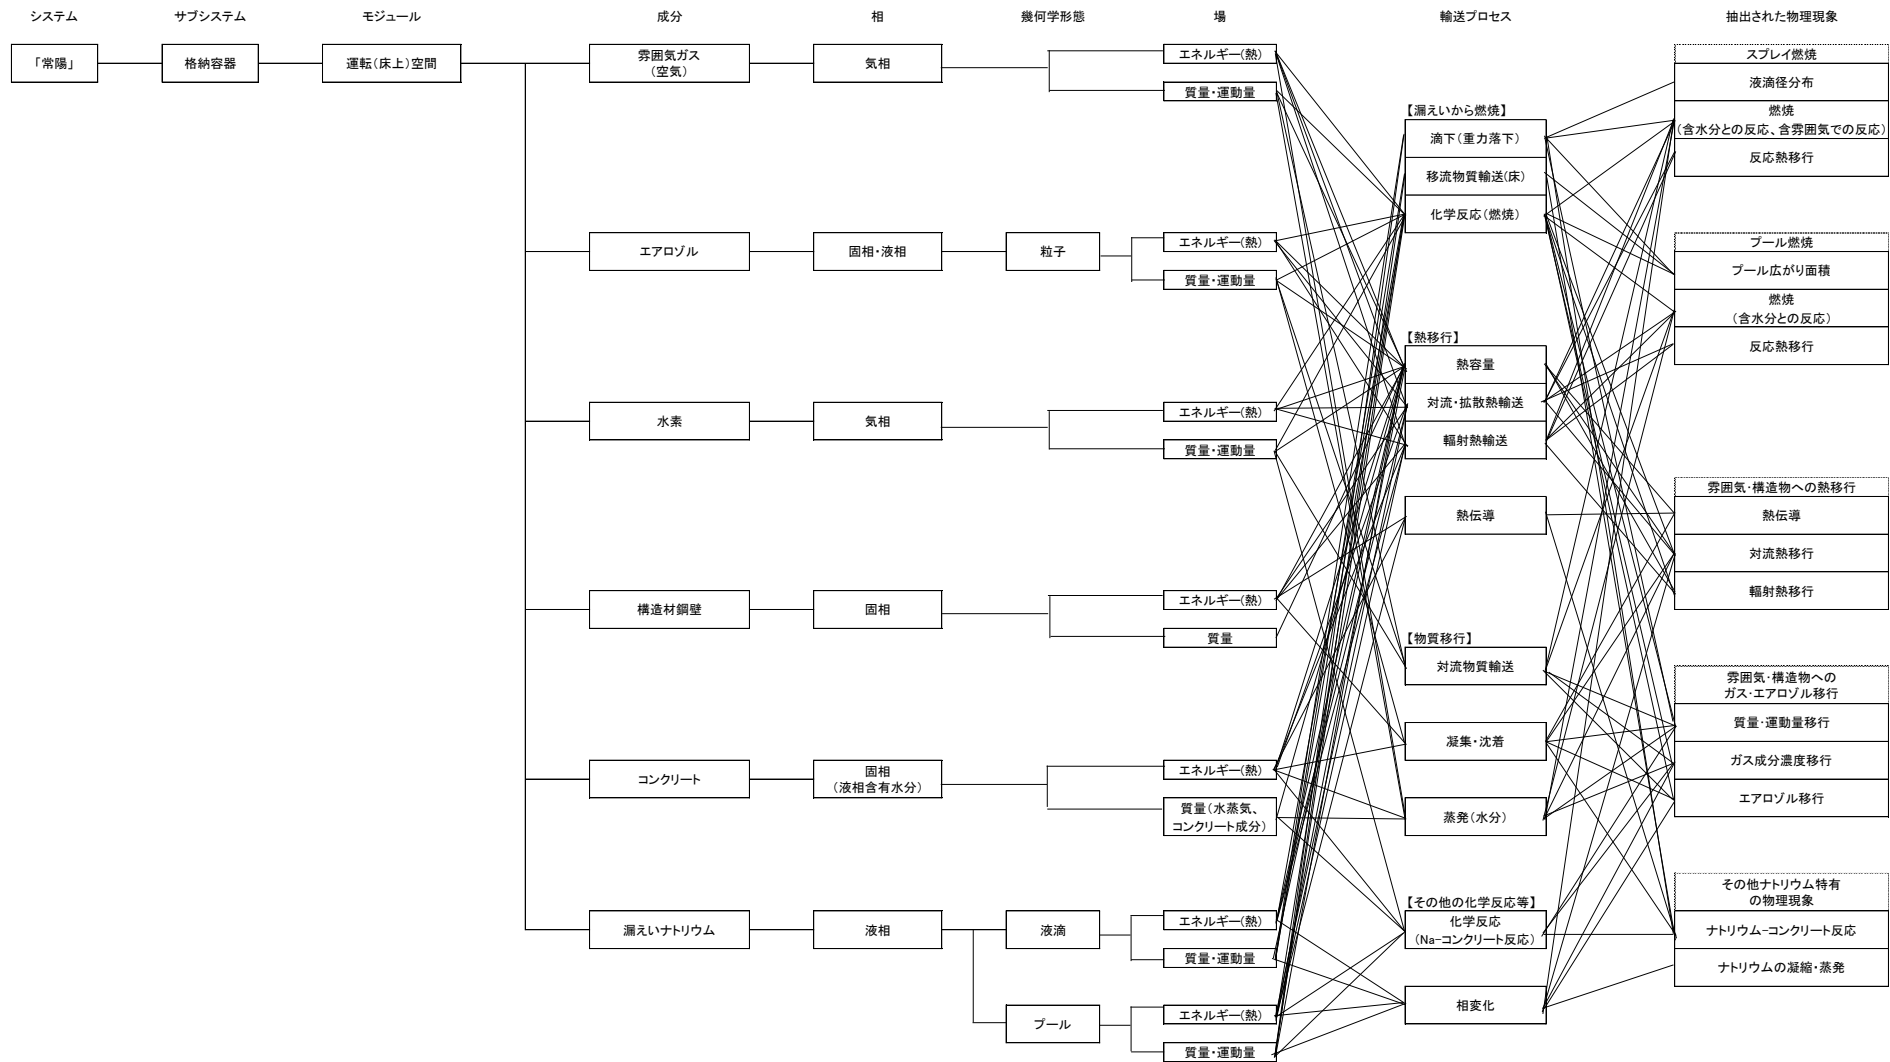 システム
サブシステム
モジュール
成分
相
幾何学形態
場
輸送プロセス
抽出された物理現象
「常陽」
格納容器
運転(床上)空間
雰囲気ガス
(空気)
気相
エネルギー(熱)
質量・運動量
エアロゾル
固相・液相
粒子
エネルギー(熱)
質量・運動量
水素
気相
エネルギー(熱)
質量・運動量
構造材鋼壁
固相
エネルギー(熱)
質量
コンクリート
固相
(液相含有水分)
エネルギー(熱)
質量(水蒸気、
コンクリート成分)
漏えいナトリウム
液相
液滴
エネルギー(熱)
質量・運動量
プール
エネルギー(熱)
質量・運動量
【漏えいから燃焼】
滴下(重力落下)
移流物質輸送(床)
化学反応(燃焼)
【熱移行】
熱容量
対流・拡散熱輸送
輻射熱輸送
熱伝導
【物質移行】
対流物質輸送
凝集・沈着
蒸発(水分)
【その他の化学反応等】
化学反応
(Na-コンクリート反応)
相変化
スプレイ燃焼
液滴径分布
燃焼
(含水分との反応、含雰囲気での反応)
反応熱移行
プール燃焼
プール広がり面積
燃焼
(含水分との反応)
反応熱移行
雰囲気・構造物への熱移行
熱伝導
対流熱移行
輻射熱移行
雰囲気・構造物への
ガス・エアロゾル移行
質量・運動量移行
ガス成分濃度移行
エアロゾル移行
その他ナトリウム特有
の物理現象
ナトリウム-コンクリート反応
ナトリウムの凝縮・蒸発